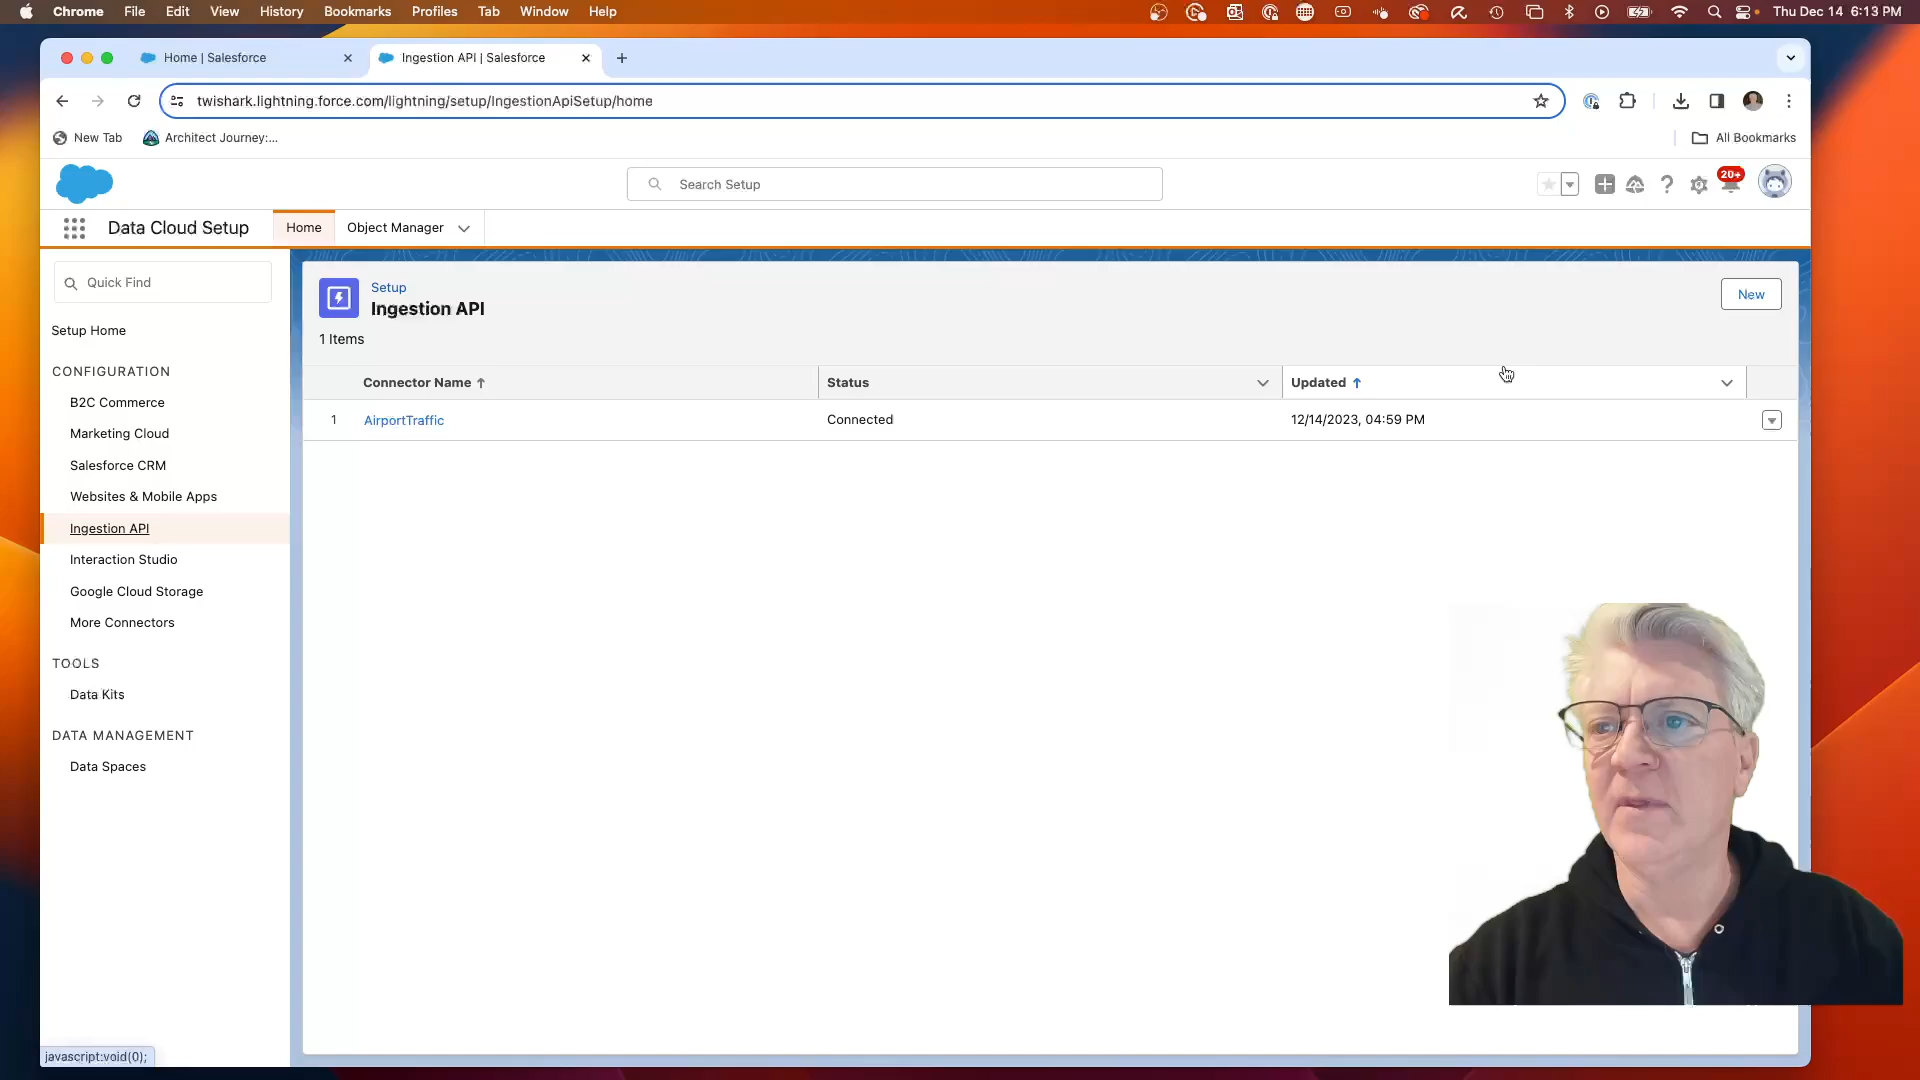 Chrome File Edit View History Bookmarks Profiles Tab Window Help Thu Dec 14 6:13 PM
Home | Salesforce Ingestion API | Salesforce
twishark.lightning.force.com/lightning/setup/IngestionApiSetup/home
New Tab Architect Journey:... All Bookmarks
Search Setup 20+
Data Cloud Setup Home Object Manager
Quick Find
Setup Home
CONFIGURATION
B2C Commerce
Marketing Cloud
Salesforce CRM
Websites & Mobile Apps
Ingestion API
Interaction Studio
Google Cloud Storage
More Connectors
TOOLS
Data Kits
DATA MANAGEMENT
Data Spaces
Setup
Ingestion API
New
1 Items
Connector Name Status Updated
1 AirportTraffic Connected 12/14/2023, 04:59 PM
javascript:void(0);